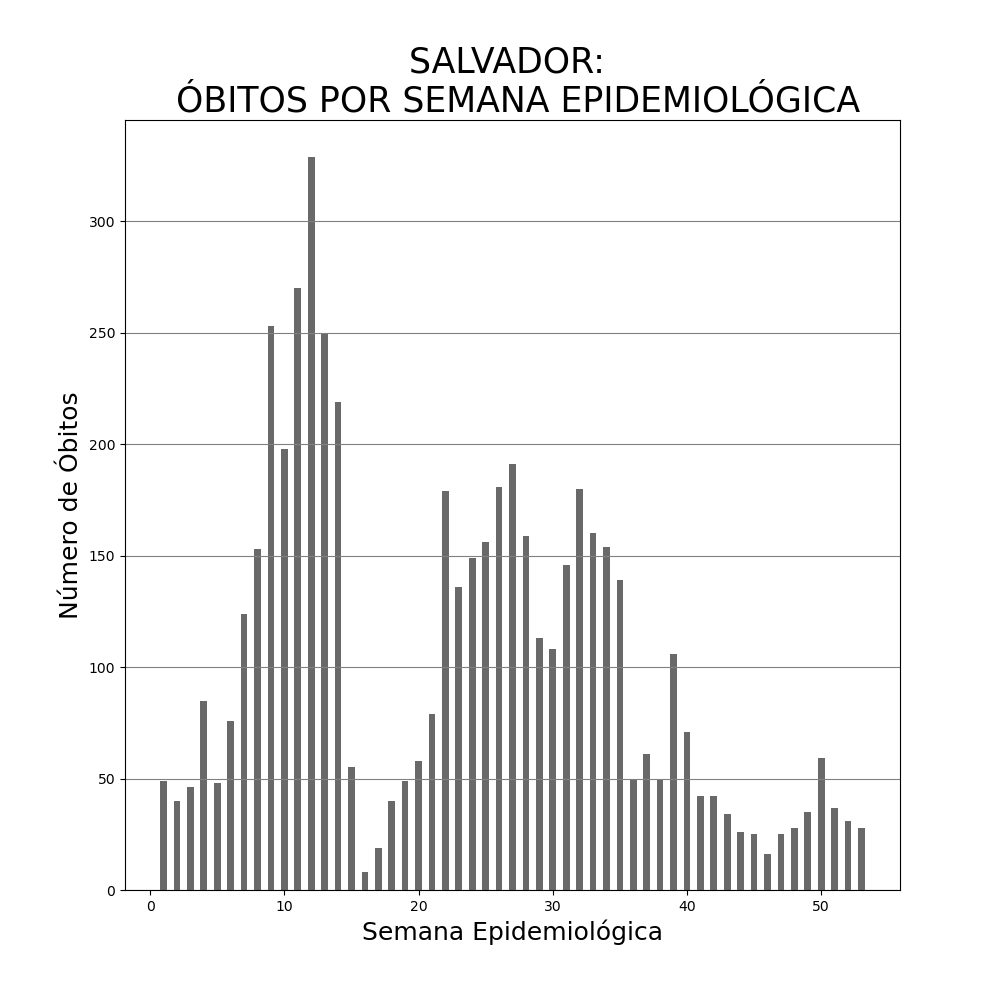 SALVADOR:
ÓBITOS POR SEMANA EPIDEMIOLÓGICA
Número de Óbitos
300
250
200
150
100
50
0
0 10 20 30 40 50
Semana Epidemiológica